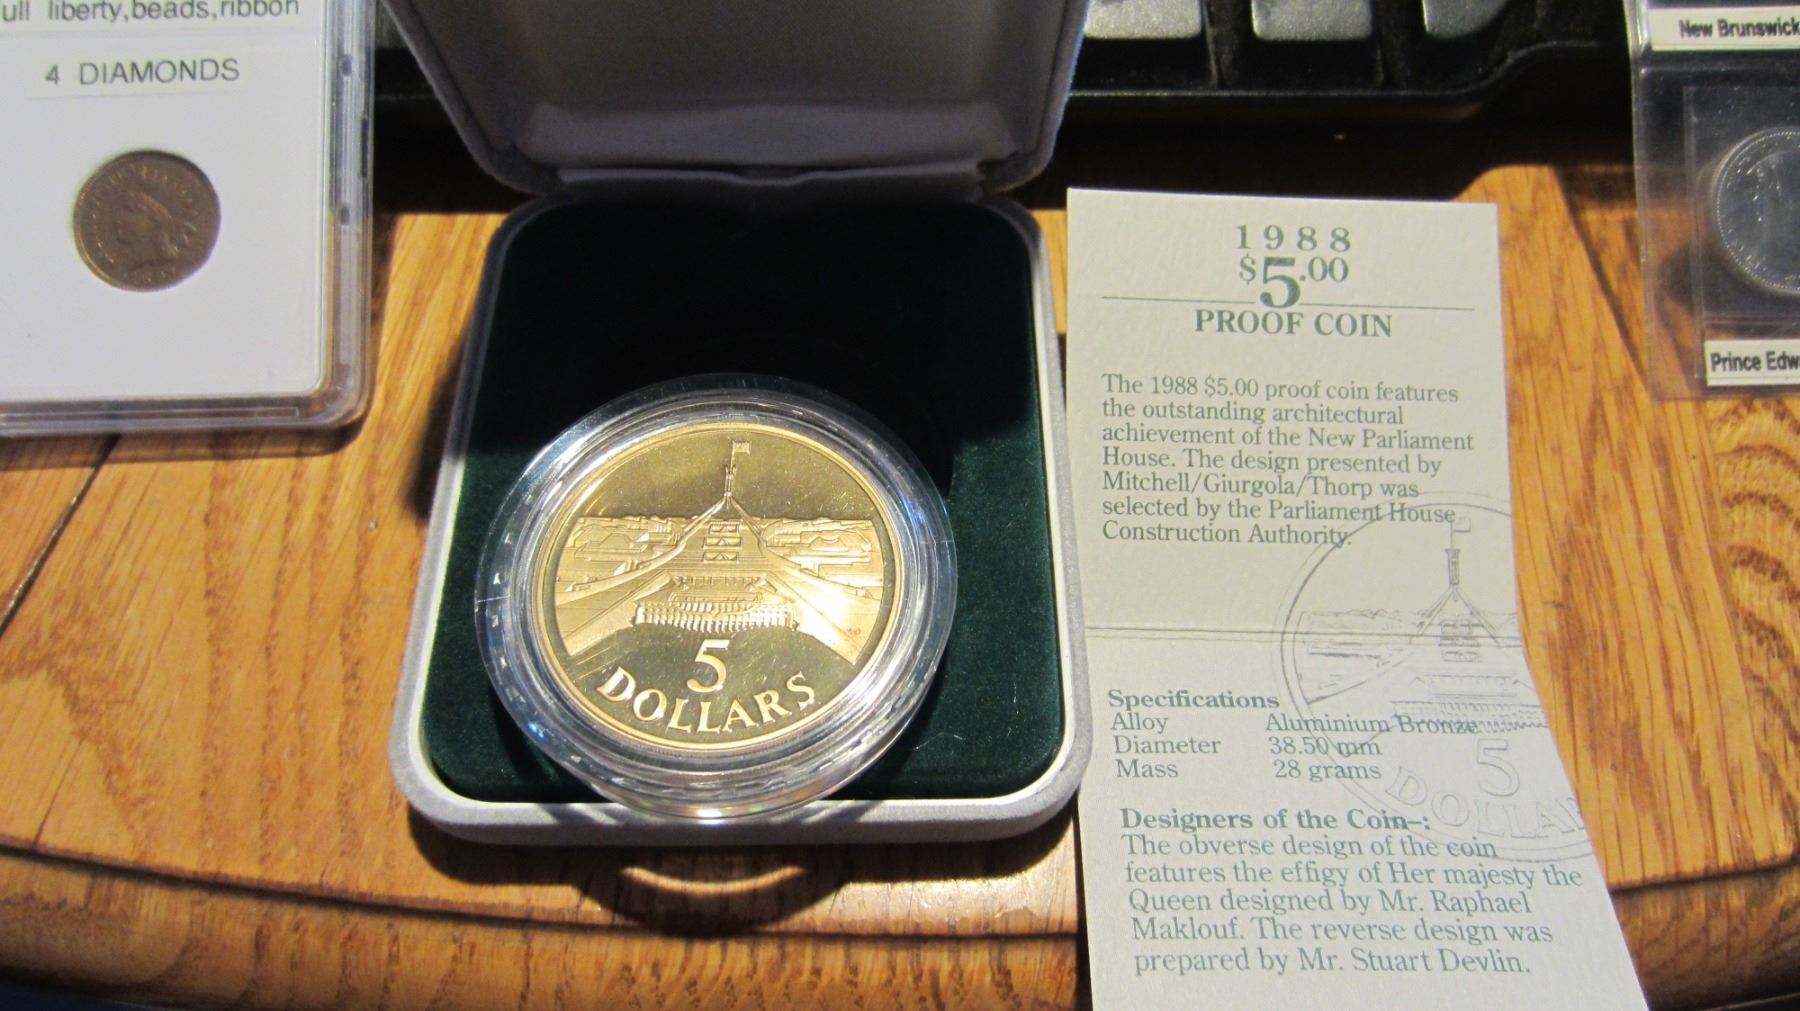 liberty,beads,ribbon
4 DIAMONDS
5
DOLLARS
1988
$5.00
PROOF COIN
The 1988 $5.00 proof coin features
the outstanding architectural
achievement of the New Parliament
House. The design presented by
Mitchell/Giurgola/Thorp was
selected by the Parliament House
Construction Authority.
Specifications
Alloy Aluminium Bronze
Diameter 38.50 mm
Mass 28 grams
Designers of the Coin–:
The obverse design of the coin
features the effigy of Her majesty the
Queen designed by Mr. Raphael
Maklouf. The reverse design was
prepared by Mr. Stuart Devlin.
5
DOLLA
New Brunswick
Prince Edw